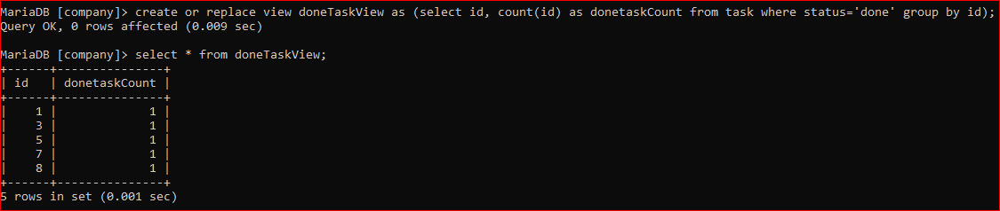 MariaDB [company]> create or replace view doneTaskView as (select id, count(id) as donetaskCount from task where status='done' group by id);
Query OK, 0 rows affected (0.009 sec)
MariaDB [company]> select * from doneTaskView;
+------+---------------+
| id   | donetaskCount |
+------+---------------+
|    1 |             1 |
|    3 |             1 |
|    5 |             1 |
|    7 |             1 |
|    8 |             1 |
+------+---------------+
5 rows in set (0.001 sec)